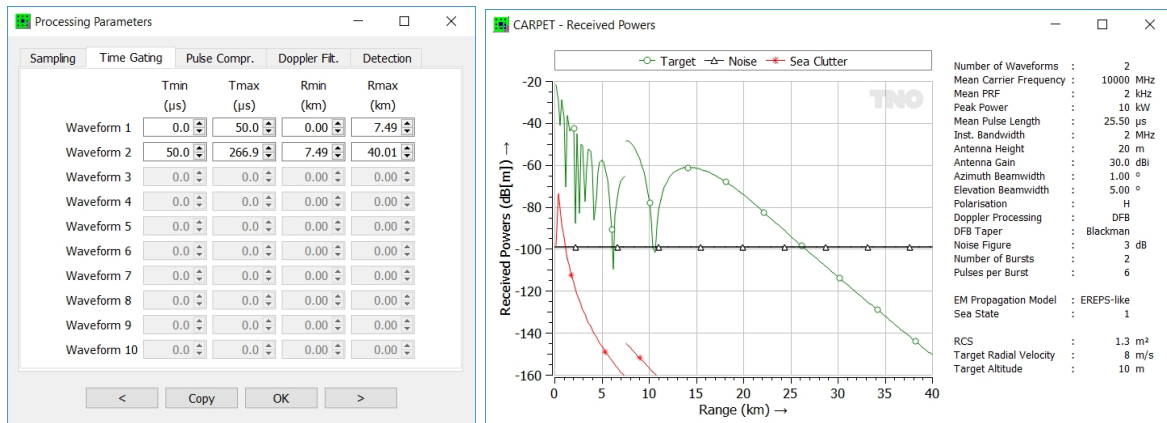 Processing Parameters
Sampling Time Gating Pulse Compr. Doppler Filt. Detection
Tmin Tmax Rmin Rmax
(µs) (µs) (km) (km)
Waveform 1 0.0 50.0 0.00 7.49
Waveform 2 50.0 266.9 7.49 40.01
Waveform 3 0.0 0.0 0.00 0.00
Waveform 4 0.0 0.0 0.00 0.00
Waveform 5 0.0 0.0 0.00 0.00
Waveform 6 0.0 0.0 0.00 0.00
Waveform 7 0.0 0.0 0.00 0.00
Waveform 8 0.0 0.0 0.00 0.00
Waveform 9 0.0 0.0 0.00 0.00
Waveform 10 0.0 0.0 0.00 0.00
< Copy OK >
CARPET - Received Powers
Target Noise Sea Clutter
TNO
Received Powers (dB[m]) →
-20
-40
-60
-80
-100
-120
-140
-160
0 5 10 15 20 25 30 35 40
Range (km) →
Number of Waveforms : 2
Mean Carrier Frequency : 10000 MHz
Mean PRF : 2 kHz
Peak Power : 10 kW
Mean Pulse Length : 25.50 µs
Inst. Bandwidth : 2 MHz
Antenna Height : 20 m
Antenna Gain : 30.0 dBi
Azimuth Beamwidth : 1.00 º
Elevation Beamwidth : 5.00 º
Polarisation : H
Doppler Processing : DFB
DFB Taper : Blackman
Noise Figure : 3 dB
Number of Bursts : 2
Pulses per Burst : 6
EM Propagation Model : EREPS-like
Sea State : 1
RCS : 1.3 m²
Target Radial Velocity : 8 m/s
Target Altitude : 10 m